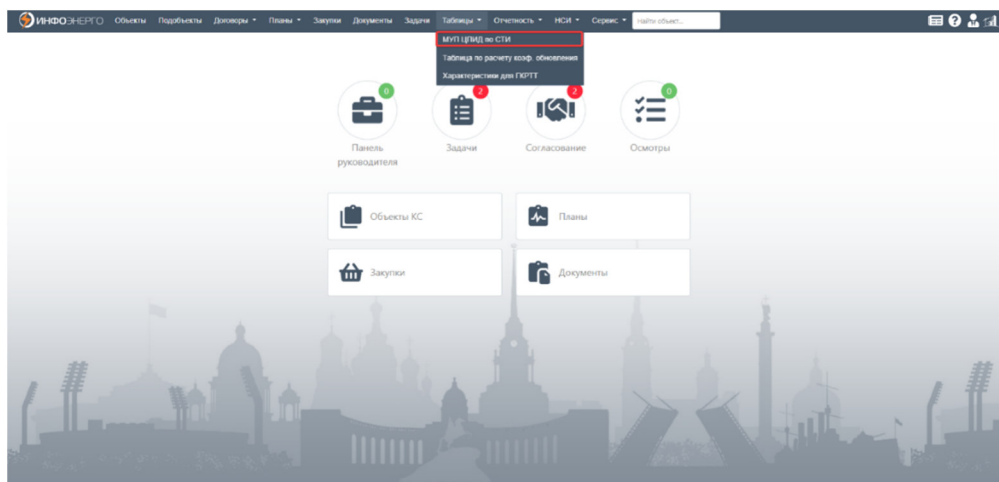 ИНФОЭНЕРГО Объекты Подобъекты Договоры Планы Закупки Документы Задачи Таблицы Отчетность НСИ Сервис Найти объект...
МУП ЦПИД по СТИ
Таблица по расчету коэф. обновления
Характеристики для ГКРТТ
0 2 2 0
Панель руководителя
Задачи
Согласование
Осмотры
Объекты КС
Планы
Закупки
Документы